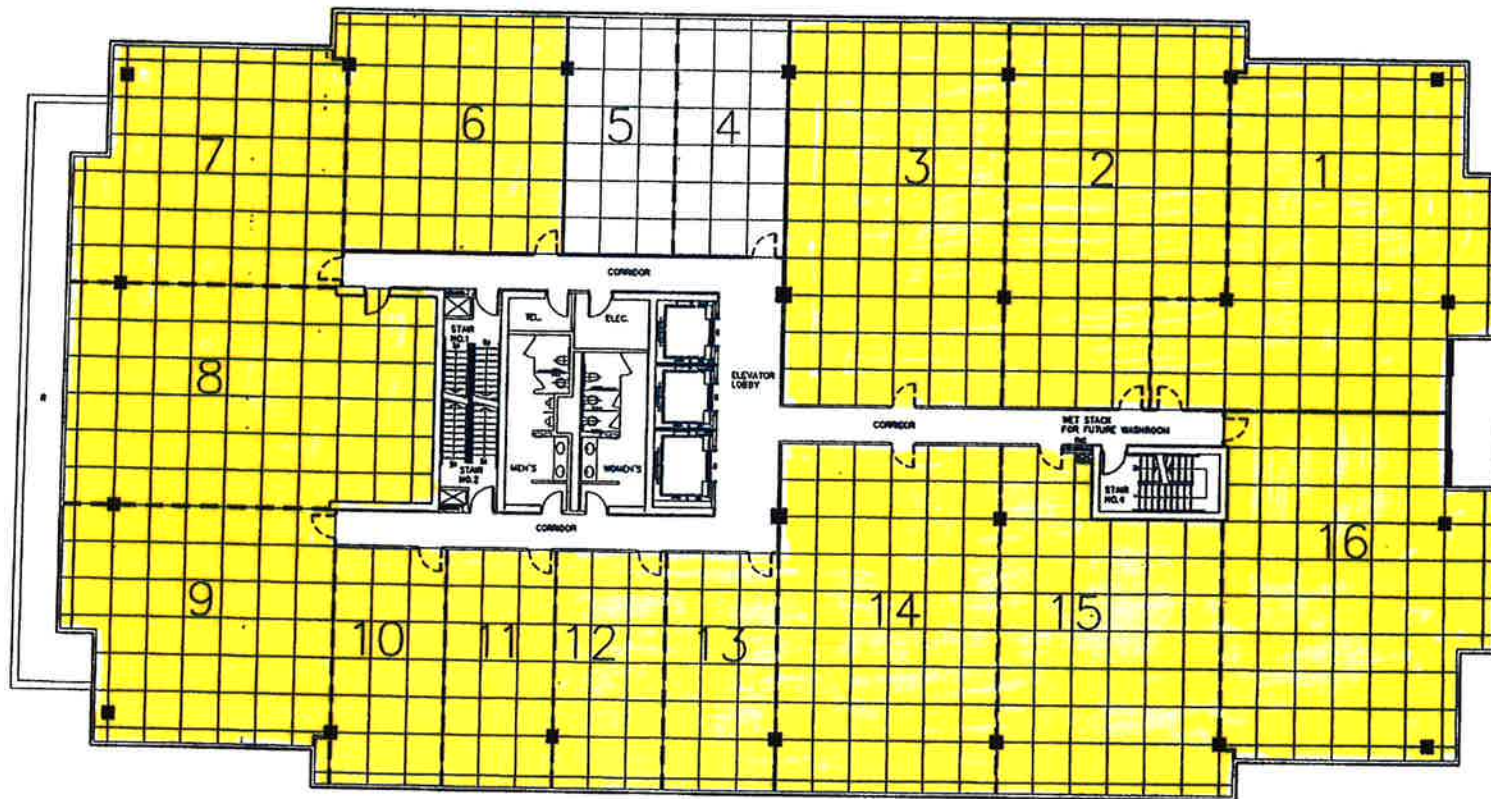 6
5
4
7
3
2
1
CORRIDOR
TEL.
ELEC.
STAIR
NO.1
8
ELEVATOR
LOBBY
CORRIDOR
WET STACK
FOR FUTURE WASHROOM
MEN'S
WOMEN'S
STAIR
NO.2
STAIR
NO.4
CORRIDOR
16
9
10
11
12
13
14
15